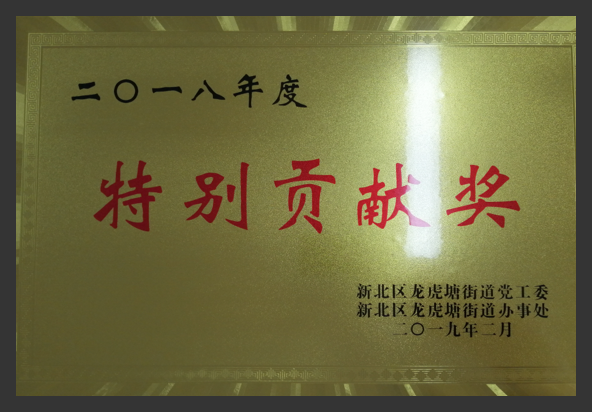 二〇一八年度
特别贡献奖
新北区龙虎塘街道党工委
新北区龙虎塘街道办事处
二〇一九年二月